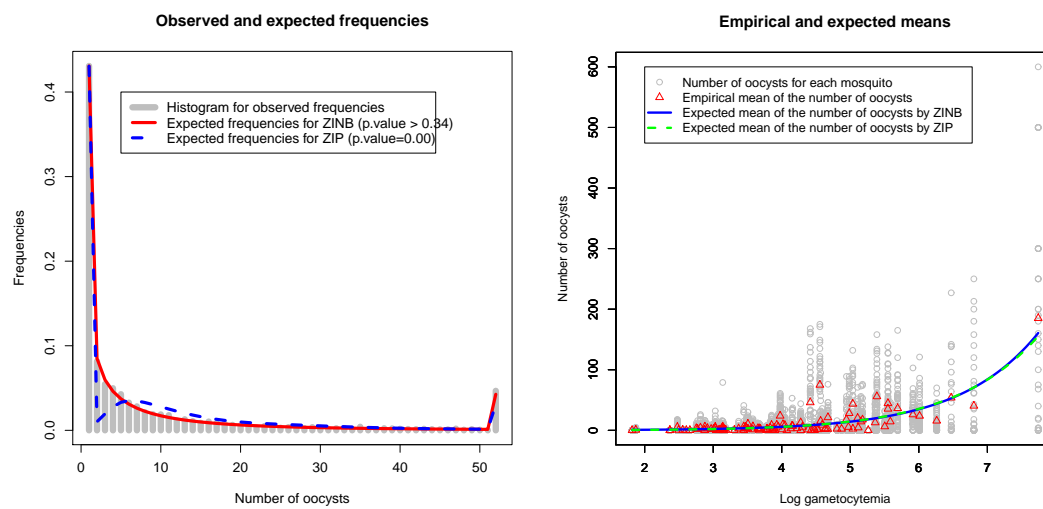 Observed and expected frequencies
Histogram for observed frequencies
Expected frequencies for ZINB (p.value > 0.34)
Expected frequencies for ZIP (p.value=0.00)
Frequencies
0.4
0.3
0.2
0.1
0.0
0 10 20 30 40 50
Number of oocysts
Empirical and expected means
Number of oocysts for each mosquito
Empirical mean of the number of oocysts
Expected mean of the number of oocysts by ZINB
Expected mean of the number of oocysts by ZIP
Number of oocysts
600
500
400
300
200
100
0
2 3 4 5 6 7
Log gametocytemia